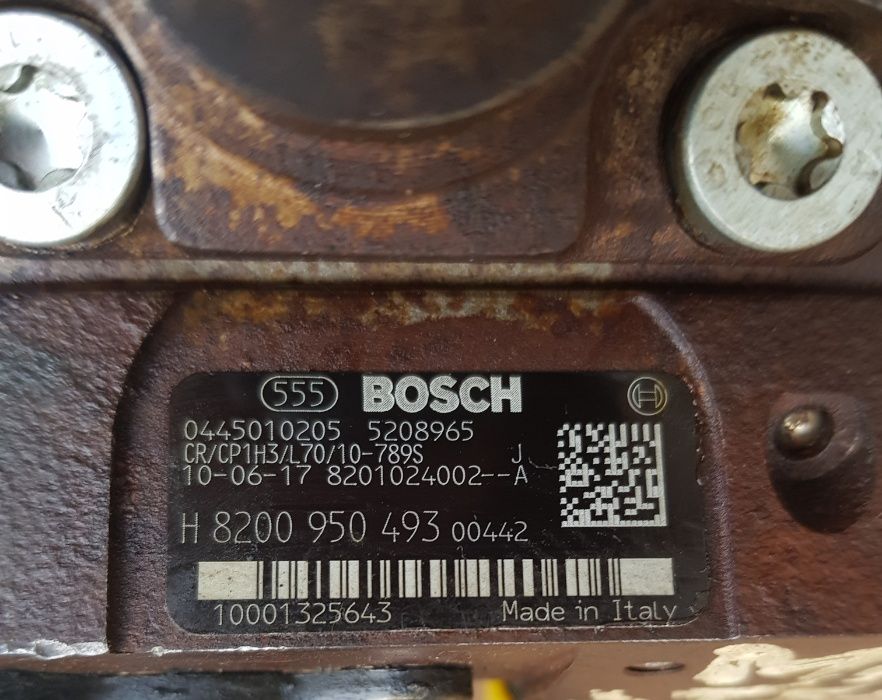 555 BOSCH H
0445010205 5208965
CR/CP1H3/L70/10-789S J
10-06-17 8201024002--A
H 8200 950 493 00442
10001325643 Made in Italy